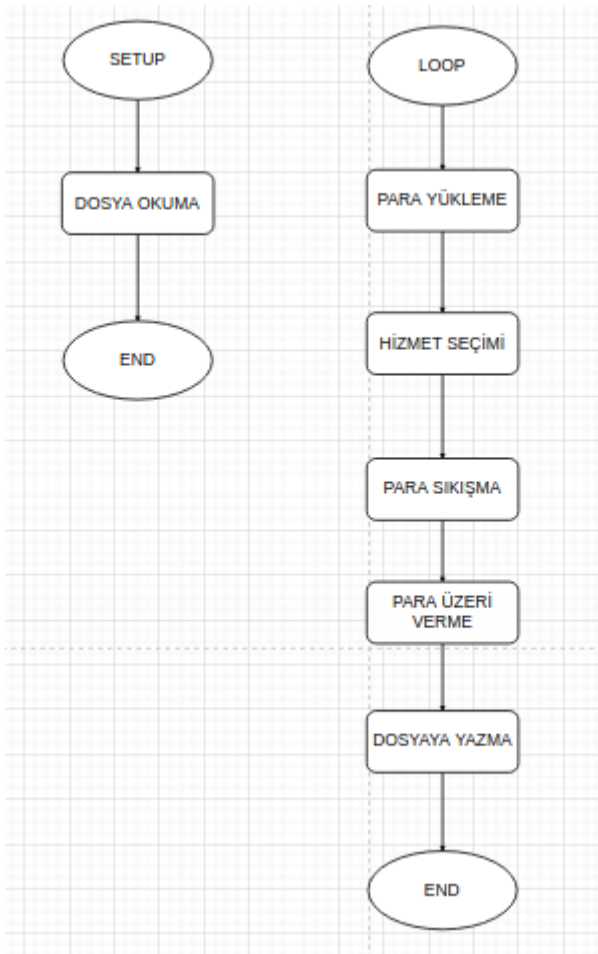 SETUP
DOSYA OKUMA
END
LOOP
PARA YÜKLEME
HİZMET SEÇİMİ
PARA SIKIŞMA
PARA ÜZERİ
VERME
DOSYAYA YAZMA
END